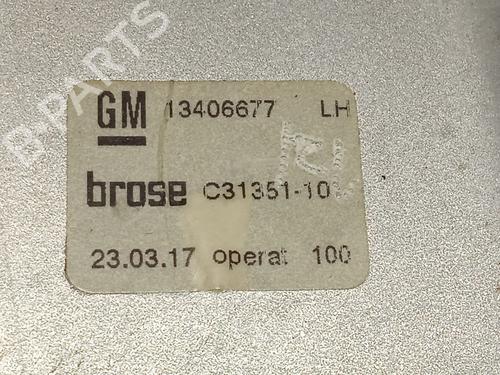 B-PARTS
GM 13406677 LH
brose C31351-10
23.03.17 operat 100